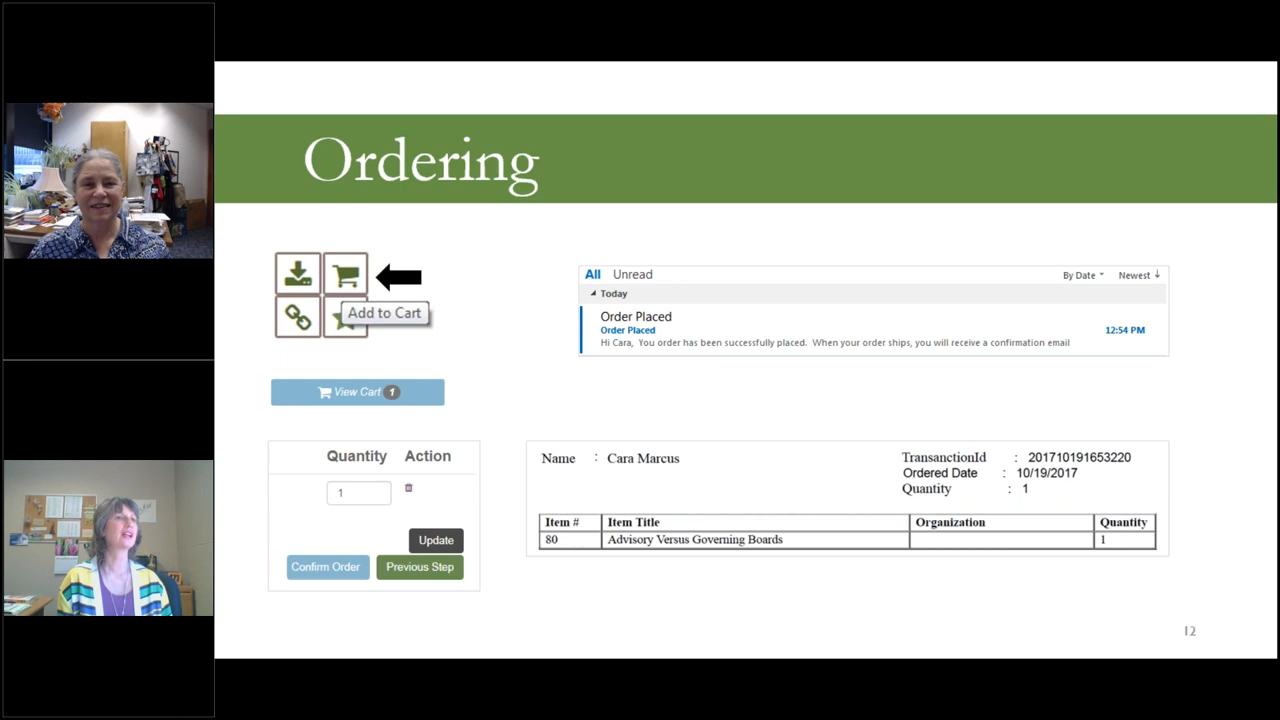 Ordering
Add to Cart
View Cart 1
Quantity Action
1
Update
Confirm Order Previous Step
All Unread By Date Newest
Today
Order Placed
Order Placed 12:54 PM
Hi Cara, You order has been successfully placed. When your order ships, you will receive a confirmation email
Name : Cara Marcus
TransanctionId : 201710191653220
Ordered Date : 10/19/2017
Quantity : 1
Item # Item Title Organization Quantity
80 Advisory Versus Governing Boards 1
12